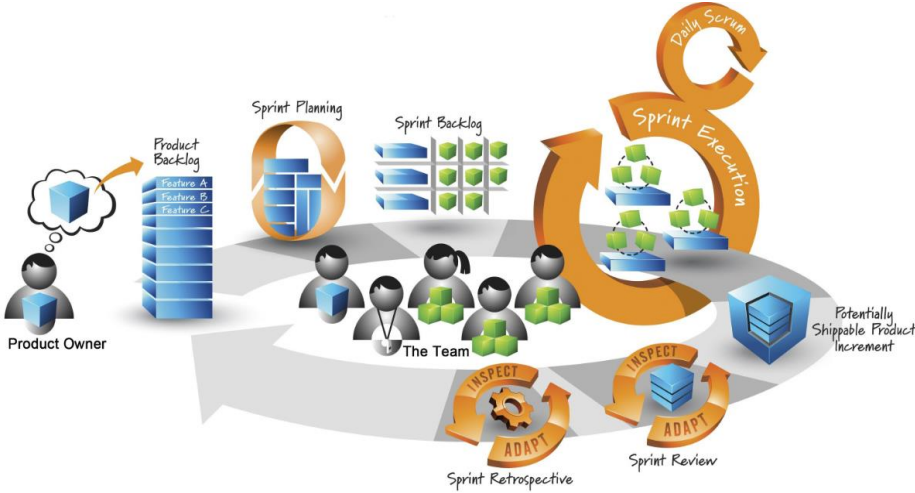 Daily Scrum
Sprint Execution
Sprint Planning
Sprint Backlog
Product
Backlog
Feature A
Feature B
Feature C
Product Owner
The Team
Potentially
Shippable Product
Increment
INSPECT
ADAPT
Sprint Retrospective
INSPECT
ADAPT
Sprint Review